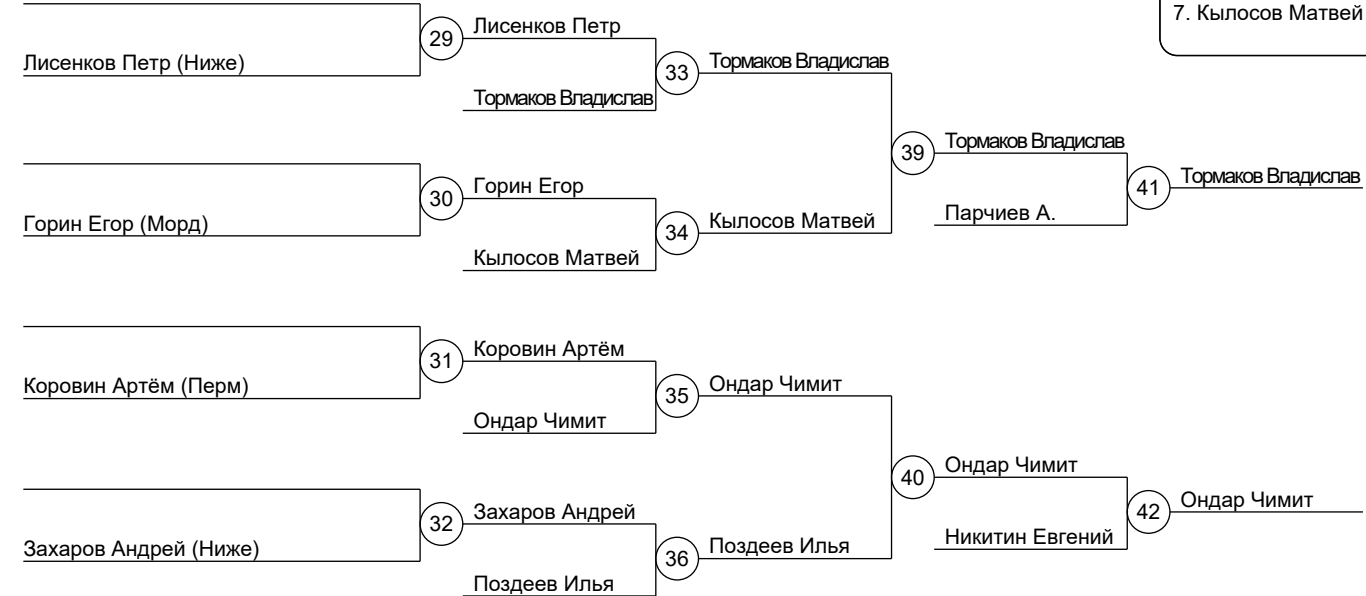 7. Кылосов Матвей
Лисенков Петр
29
Лисенков Петр (Ниже)
Тормаков Владислав
33
Тормаков Владислав
Тормаков Владислав
39
Тормаков Владислав
41
Горин Егор
30
Парчиев А.
Горин Егор (Морд)
Кылосов Матвей
34
Кылосов Матвей
Коровин Артём
31
Коровин Артём (Перм)
Ондар Чимит
35
Ондар Чимит
Ондар Чимит
40
Ондар Чимит
42
Захаров Андрей
32
Никитин Евгений
Захаров Андрей (Ниже)
Поздеев Илья
36
Поздеев Илья